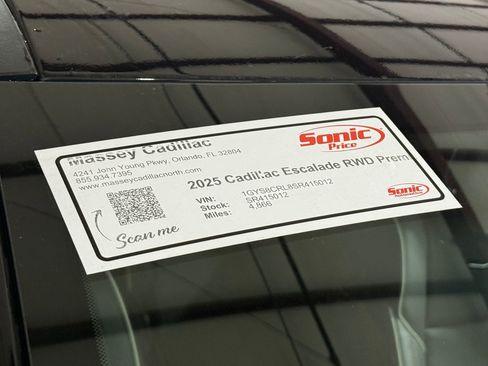 Massey Cadillac
4241 John Young Pkwy, Orlando, FL 32804
855.934.7395
www.masseycadillacnorth.com
Scan me
Sonic
Price
2025 Cadillac Escalade RWD Prem
VIN: 1GYS8CRL8SR415012
Stock: SR415012
Miles: 4,866
Sonic